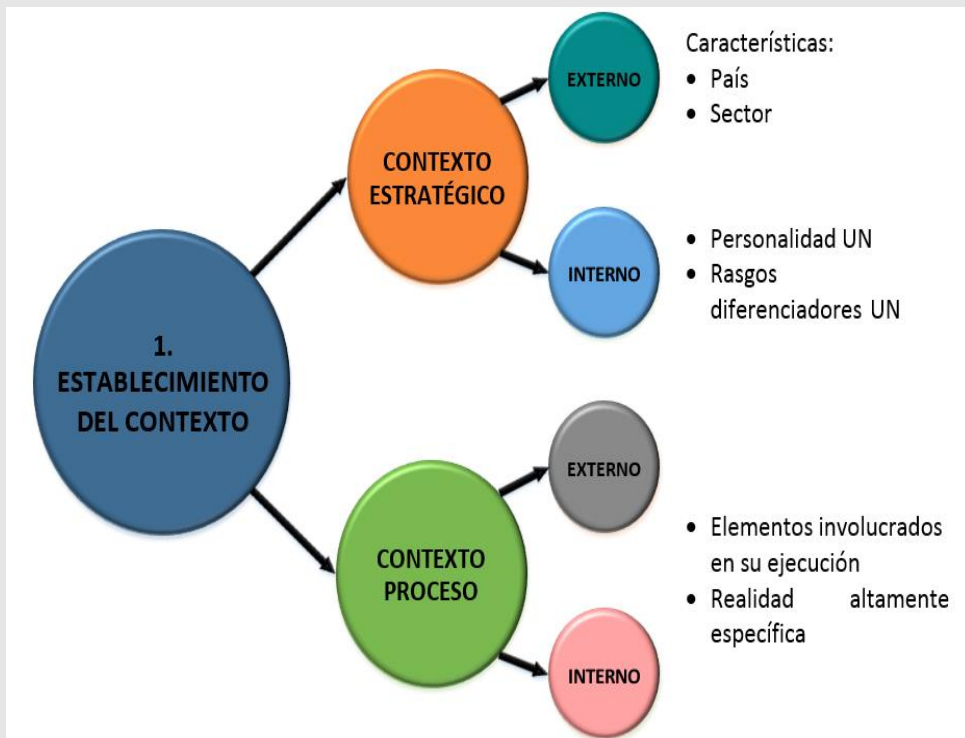 1.
ESTABLECIMIENTO
DEL CONTEXTO
CONTEXTO
ESTRATÉGICO
EXTERNO
Características:
• País
• Sector
INTERNO
• Personalidad UN
• Rasgos
diferenciadores UN
CONTEXTO
PROCESO
EXTERNO
INTERNO
• Elementos involucrados
en su ejecución
• Realidad altamente
específica